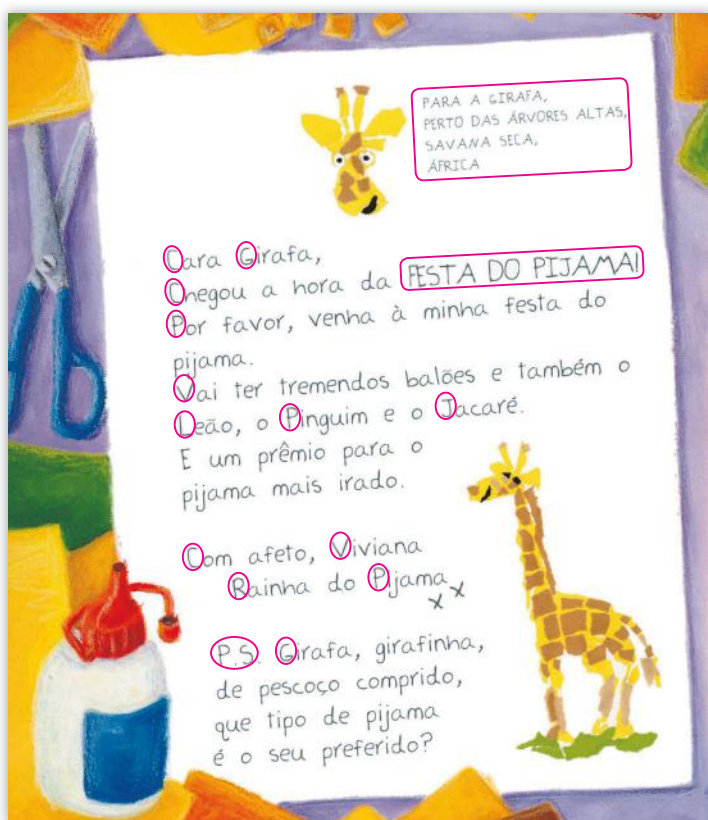 PARA A GIRAFA,
PERTO DAS ÁRVORES ALTAS,
SAVANA SECA,
ÁFRICA
Cara Girafa,
Chegou a hora da FESTA DO PIJAMA!
Por favor, venha à minha festa do
pijama.
Vai ter tremendos balões e também o
Leão, o Pinguim e o Jacaré.
E um prêmio para o
pijama mais irado.
Com afeto, Viviana
Rainha do Pijama
x x
P.S. Girafa, girafinha,
de pescoço comprido,
que tipo de pijama
é o seu preferido?